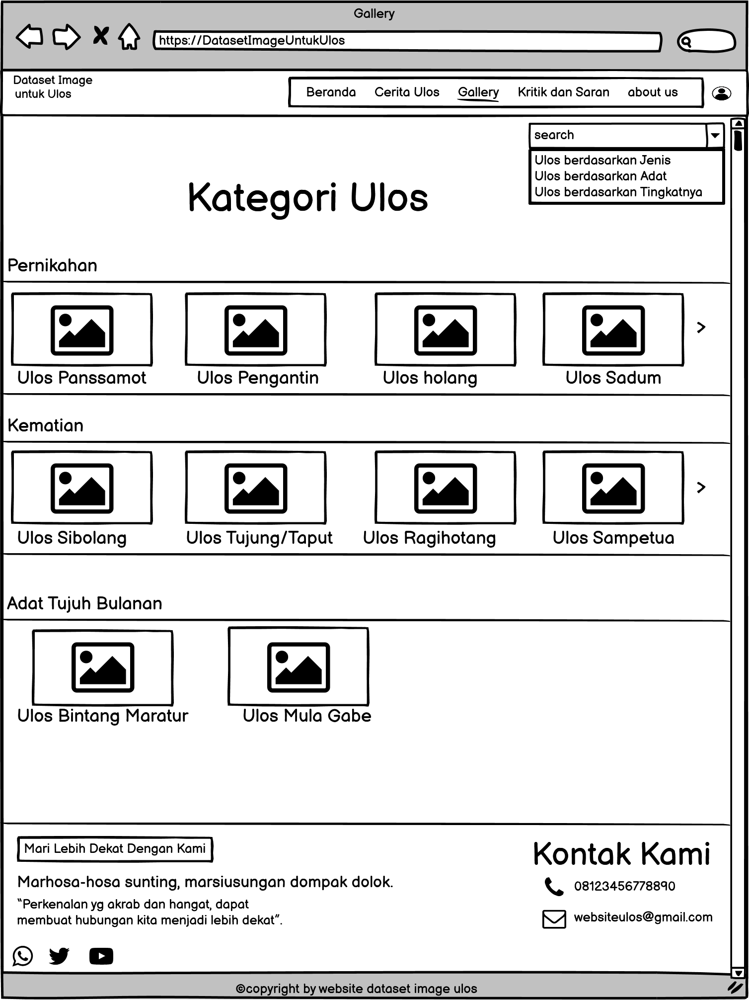 Gallery
https://DatasetImageUntukUlos
Dataset Image
untuk Ulos
Beranda Cerita Ulos Gallery Kritik dan Saran about us
search
Ulos berdasarkan Jenis
Ulos berdasarkan Adat
Ulos berdasarkan Tingkatnya
Kategori Ulos
Pernikahan
Ulos Panssamot Ulos Pengantin Ulos holang Ulos Sadum
Kematian
Ulos Sibolang Ulos Tujung/Taput Ulos Ragihotang Ulos Sampetua
Adat Tujuh Bulanan
Ulos Bintang Maratur Ulos Mula Gabe
Mari Lebih Dekat Dengan Kami
Marhosa-hosa sunting, marsiusungan dompak dolok.
"Perkenalan yg akrab dan hangat, dapat
membuat hubungan kita menjadi lebih dekat".
Kontak Kami
08123456778890
websiteulos@gmail.com
©copyright by website dataset image ulos